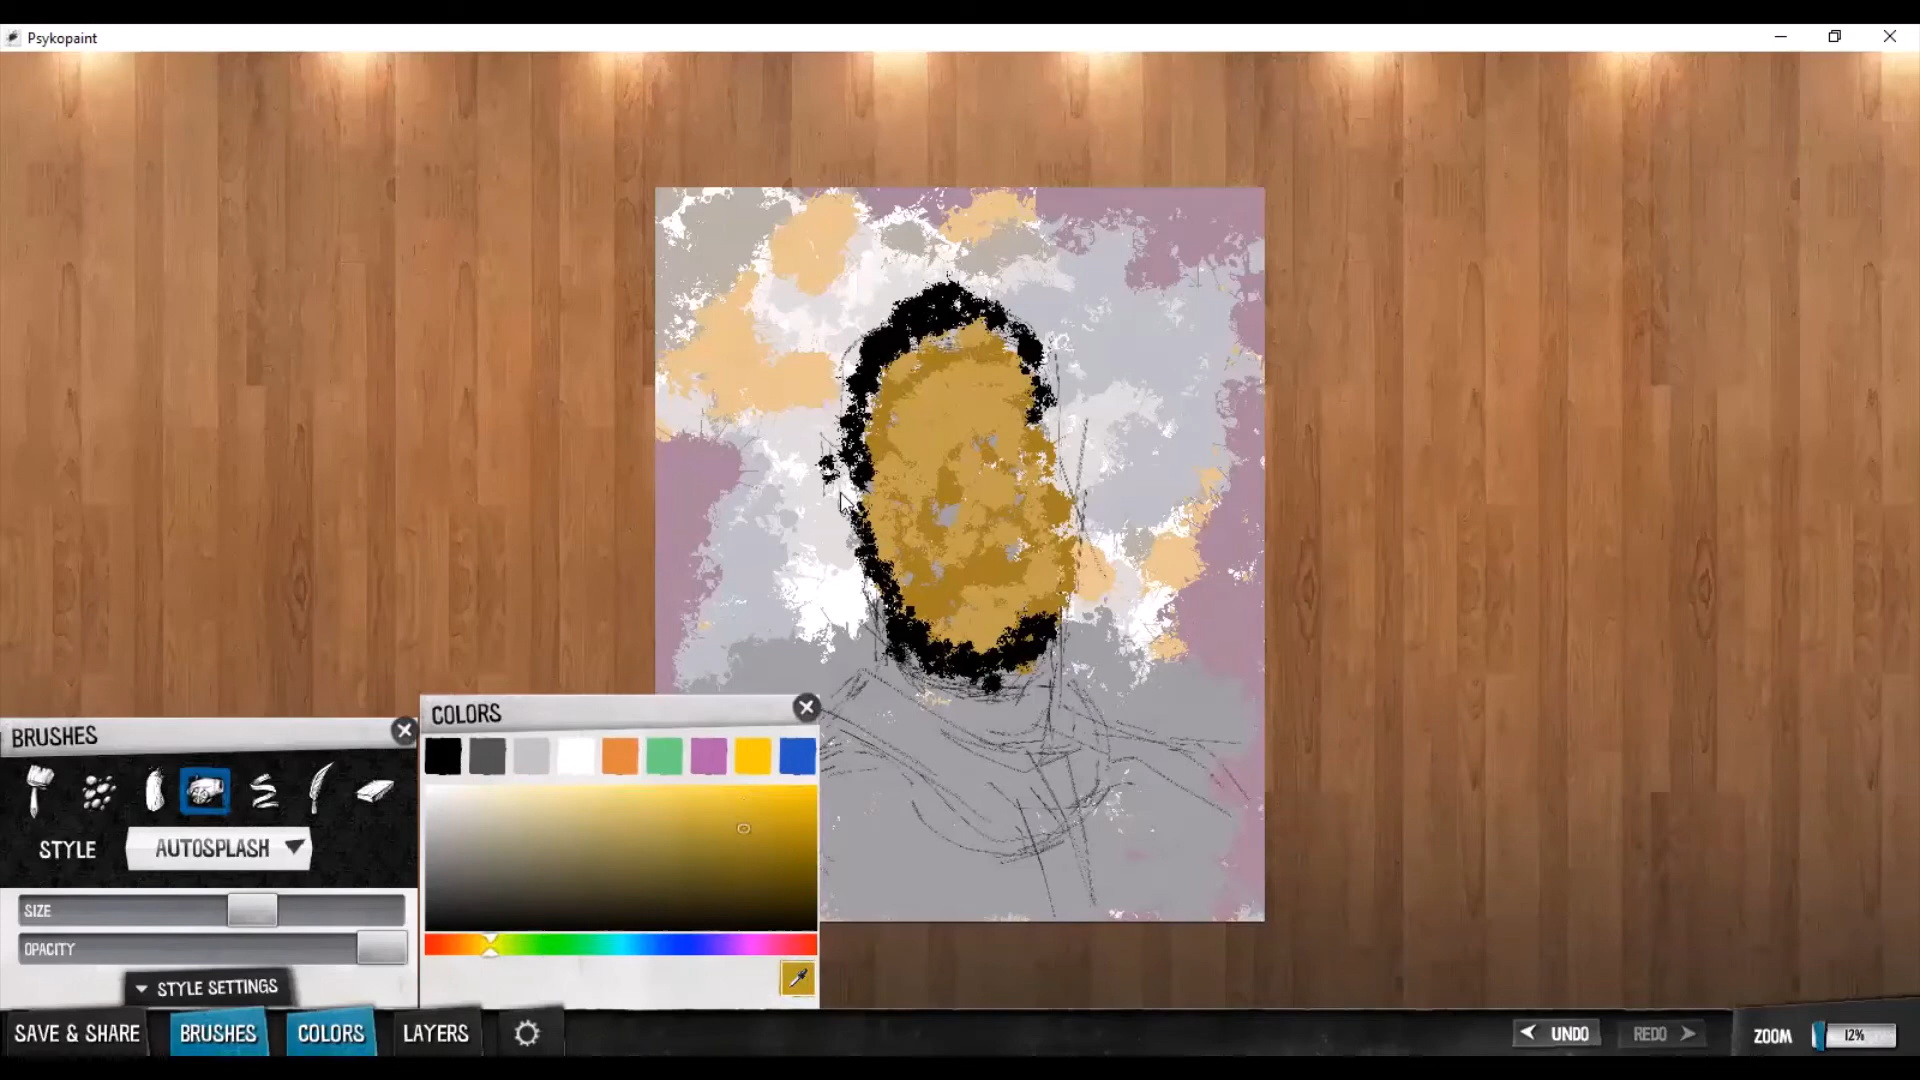 Psykopaint
COLORS
BRUSHES
STYLE AUTOSPLASH
SIZE
OPACITY
STYLE SETTINGS
SAVE & SHARE BRUSHES COLORS LAYERS UNDO REDO ZOOM 12%